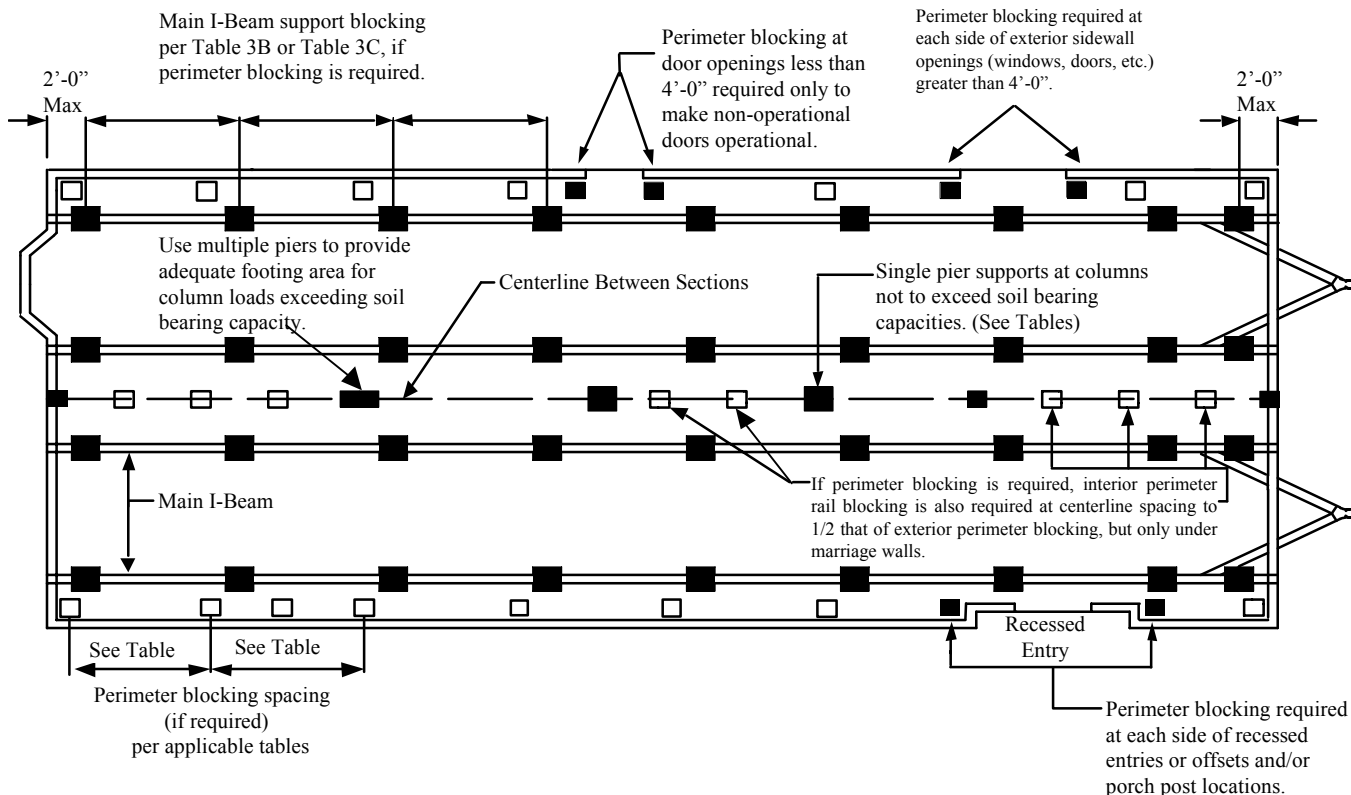 Main I-Beam support blocking
per Table 3B or Table 3C, if
perimeter blocking is required.
2'-0”
Max
Perimeter blocking at
door openings less than
4'-0” required only to
make non-operational
doors operational.
Perimeter blocking required at
each side of exterior sidewall
openings (windows, doors, etc.)
greater than 4'-0”.
2'-0”
Max
Use multiple piers to provide
adequate footing area for
column loads exceeding soil
bearing capacity.
Centerline Between Sections
Single pier supports at columns
not to exceed soil bearing
capacities. (See Tables)
Main I-Beam
If perimeter blocking is required, interior perimeter
rail blocking is also required at centerline spacing to
1/2 that of exterior perimeter blocking, but only under
marriage walls.
See Table
See Table
Perimeter blocking spacing
(if required)
per applicable tables
Recessed
Entry
Perimeter blocking required
at each side of recessed
entries or offsets and/or
porch post locations.